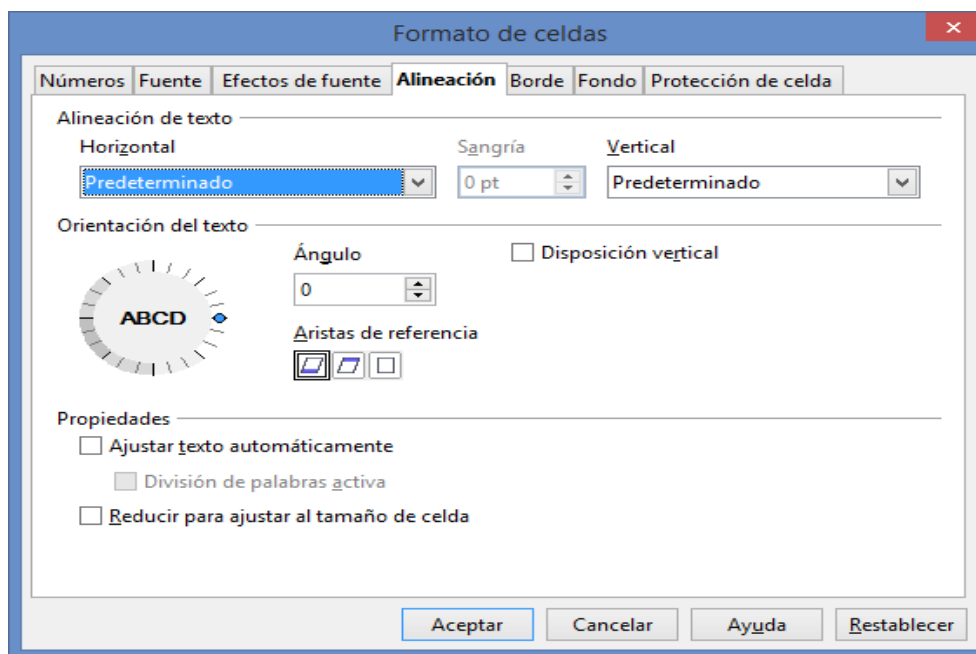 Formato de celdas
Números Fuente Efectos de fuente Alineación Borde Fondo Protección de celda
Alineación de texto
Horizontal Sangría Vertical
Predeterminado 0 pt Predeterminado
Orientación del texto
Ángulo Disposición vertical
0
ABCD
Aristas de referencia
Propiedades
Ajustar texto automáticamente
División de palabras activa
Reducir para ajustar al tamaño de celda
Aceptar Cancelar Ayuda Restablecer